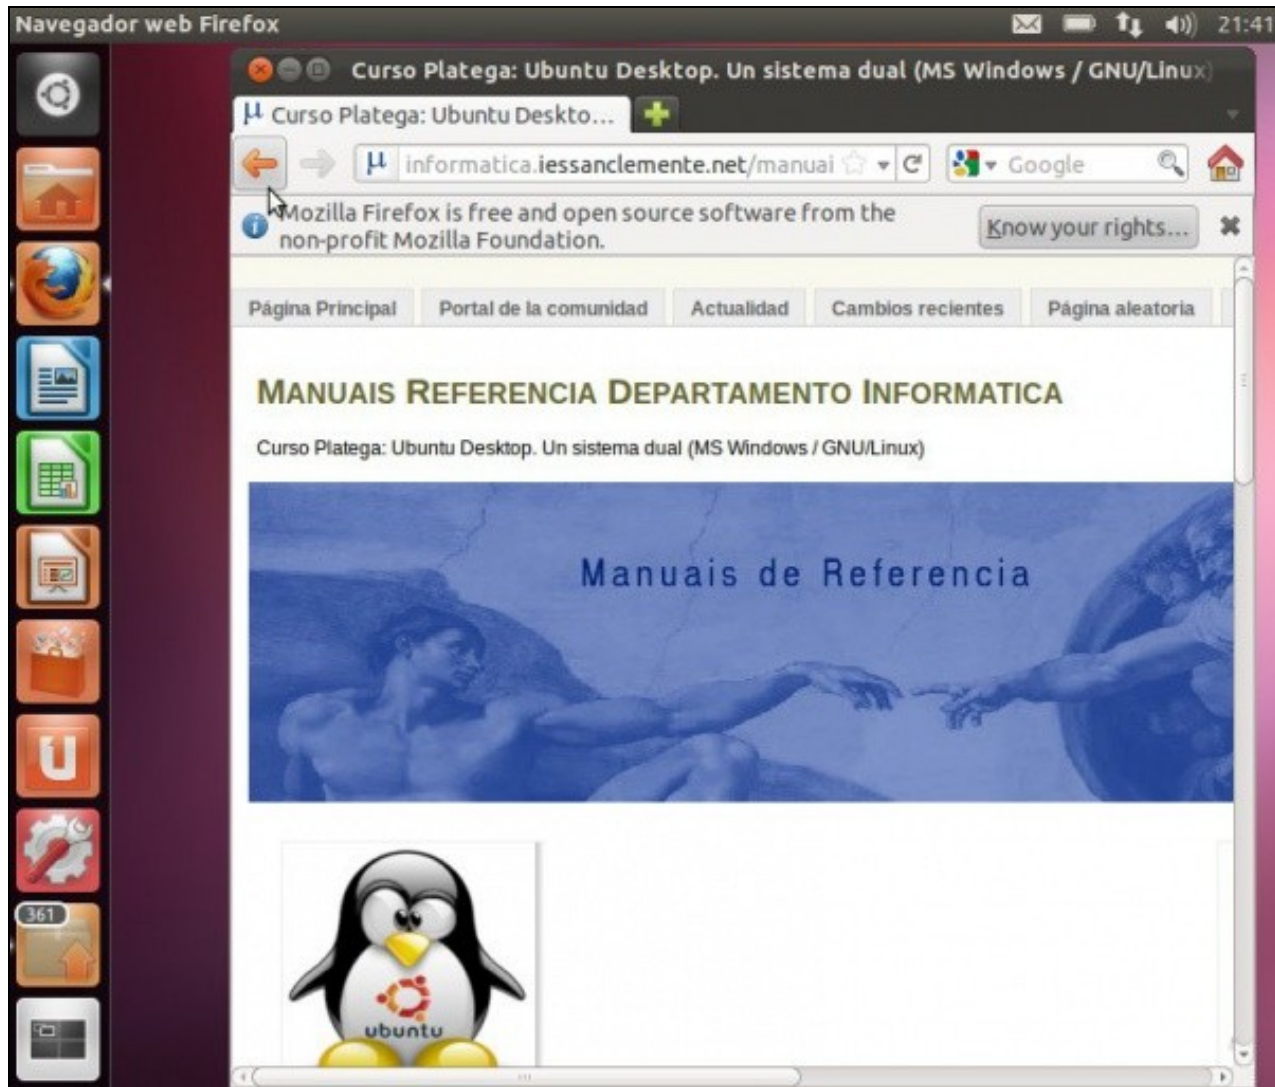 Navegador web Firefox
21:41
Curso Platega: Ubuntu Desktop. Un sistema dual (MS Windows / GNU/Linux)
μ Curso Platega: Ubuntu Deskto...
μ informatica.iessanclemente.net/manuai
Google
Mozilla Firefox is free and open source software from the
non-profit Mozilla Foundation.
Know your rights...
Página Principal
Portal de la comunidad
Actualidad
Cambios recientes
Página aleatoria
MANUAIS REFERENCIA DEPARTAMENTO INFORMATICA
Curso Platega: Ubuntu Desktop. Un sistema dual (MS Windows / GNU/Linux)
Manuais de Referencia
U
361
ubuntu